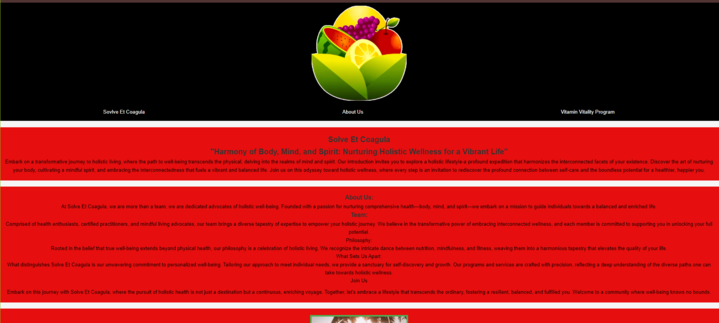 Sovlve Et Coagula
About Us
Vitamin Vitality Program
Solve Et Coagula
"Harmony of Body, Mind, and Spirit: Nurturing Holistic Wellness for a Vibrant Life"
Embark on a transformative journey to holistic living, where the path to well-being transcends the physical, delving into the realms of mind and spirit. Our introduction invites you to explore a holistic lifestyle-a profound expedition that harmonizes the interconnected facets of your existence. Discover the art of nurturing
your body, cultivating a mindful spirit, and embracing the interconnectedness that fuels a vibrant and balanced life. Join us on this odyssey toward holistic wellness, where every step is an invitation to rediscover the profound connection between self-care and the boundless potential for a healthier, happier you.
About Us:
At Solve Et Coagula, we are more than a team; we are dedicated advocates of holistic well-being. Founded with a passion for nurturing comprehensive health—body, mind, and spirit—we embark on a mission to guide individuals towards a balanced and enriched life.
Team:
Comprised of health enthusiasts, certified practitioners, and mindful living advocates, our team brings a diverse tapestry of expertise to empower your holistic journey. We believe in the transformative power of embracing interconnected wellness, and each member is committed to supporting you in unlocking your full
potential.
Philosophy:
Rooted in the belief that true well-being extends beyond physical health, our philosophy is a celebration of holistic living. We recognize the intricate dance between nutrition, mindfulness, and fitness, weaving them into a harmonious tapestry that elevates the quality of your life.
What Sets Us Apart:
What distinguishes Solve Et Coagula is our unwavering commitment to personalized well-being. Tailoring our approach to meet individual needs, we provide a sanctuary for self-discovery and growth. Our programs and services are crafted with precision, reflecting a deep understanding of the diverse paths one can
take towards holistic wellness.
Join Us:
Embark on this journey with Solve Et Coagula, where the pursuit of holistic health is not just a destination but a continuous, enriching voyage. Together, let's embrace a lifestyle that transcends the ordinary, fostering a resilient, balanced, and fulfilled you. Welcome to a community where well-being knows no bounds.